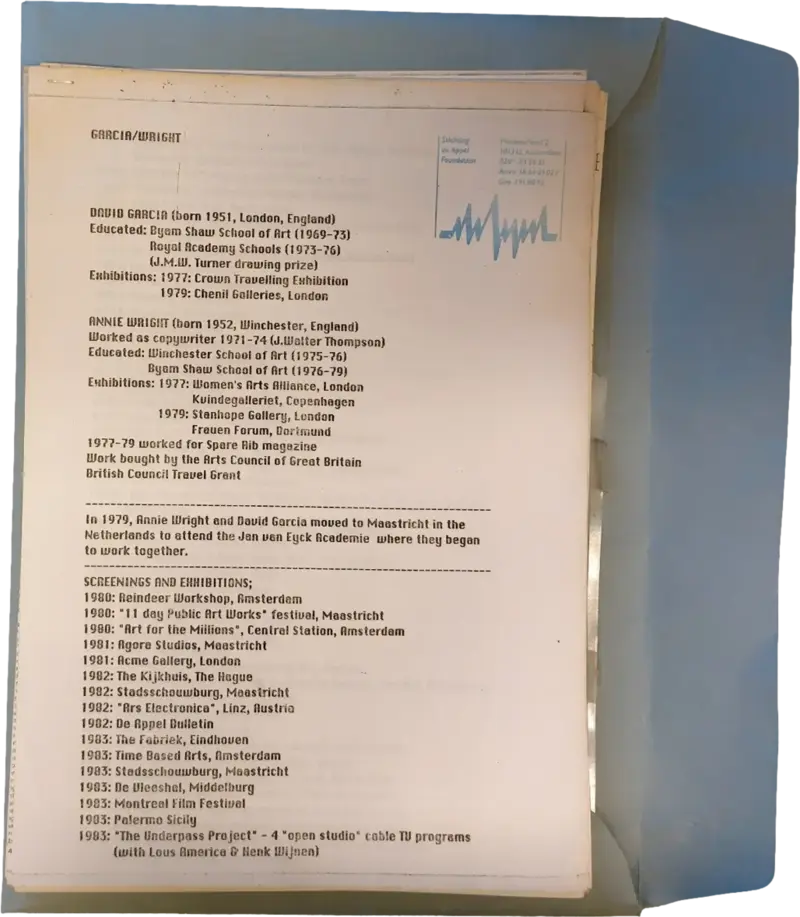 GARCIA/WRIGHT
Stichting
de Appel
Foundation
DAVID GARCIA (born 1951, London, England)
Educated: Byam Shaw School of Art (1969-73)
Royal Academy Schools (1973-76)
(J.M.W. Turner drawing prize)
Exhibitions: 1977: Crown Travelling Exhibition
1979: Chenil Galleries, London
ANNIE WRIGHT (born 1952, Winchester, England)
Worked as copywriter 1971-74 (J.Walter Thompson)
Educated: Winchester School of Art (1975-76)
Byam Shaw School of Art (1976-79)
Exhibitions: 1977: Women's Arts Alliance, London
Kvindegalleriet, Copenhagen
1979: Stanhope Gallery, London
Frauen Forum, Dortmund
1977-79 worked for Spare Rib magazine
Work bought by the Arts Council of Great Britain
British Council Travel Grant
In 1979, Annie Wright and David Garcia moved to Maastricht in the
Netherlands to attend the Jan van Eyck Academie where they began
to work together.
SCREENINGS AND EXHIBITIONS;
1980: Reindeer Workshop, Amsterdam
1980: "11 day Public Art Works" festival, Maastricht
1980: "Art for the Millions", Central Station, Amsterdam
1981: Agora Studios, Maastricht
1981: Acme Gallery, London
1982: The Kijkhuis, The Hague
1982: Stadsschouwburg, Maastricht
1982: "Ars Electronica", Linz, Austria
1982: De Appel Bulletin
1983: The Fabriek, Eindhoven
1983: Time Based Arts, Amsterdam
1983: Stadsschouwburg, Maastricht
1983: De Vleeshal, Middelburg
1983: Montreal Film Festival
1983: Palermo Sicily
1983: "The Underpass Project" - 4 "open studio" cable TV programs
(with Lous America & Henk Wijnen)